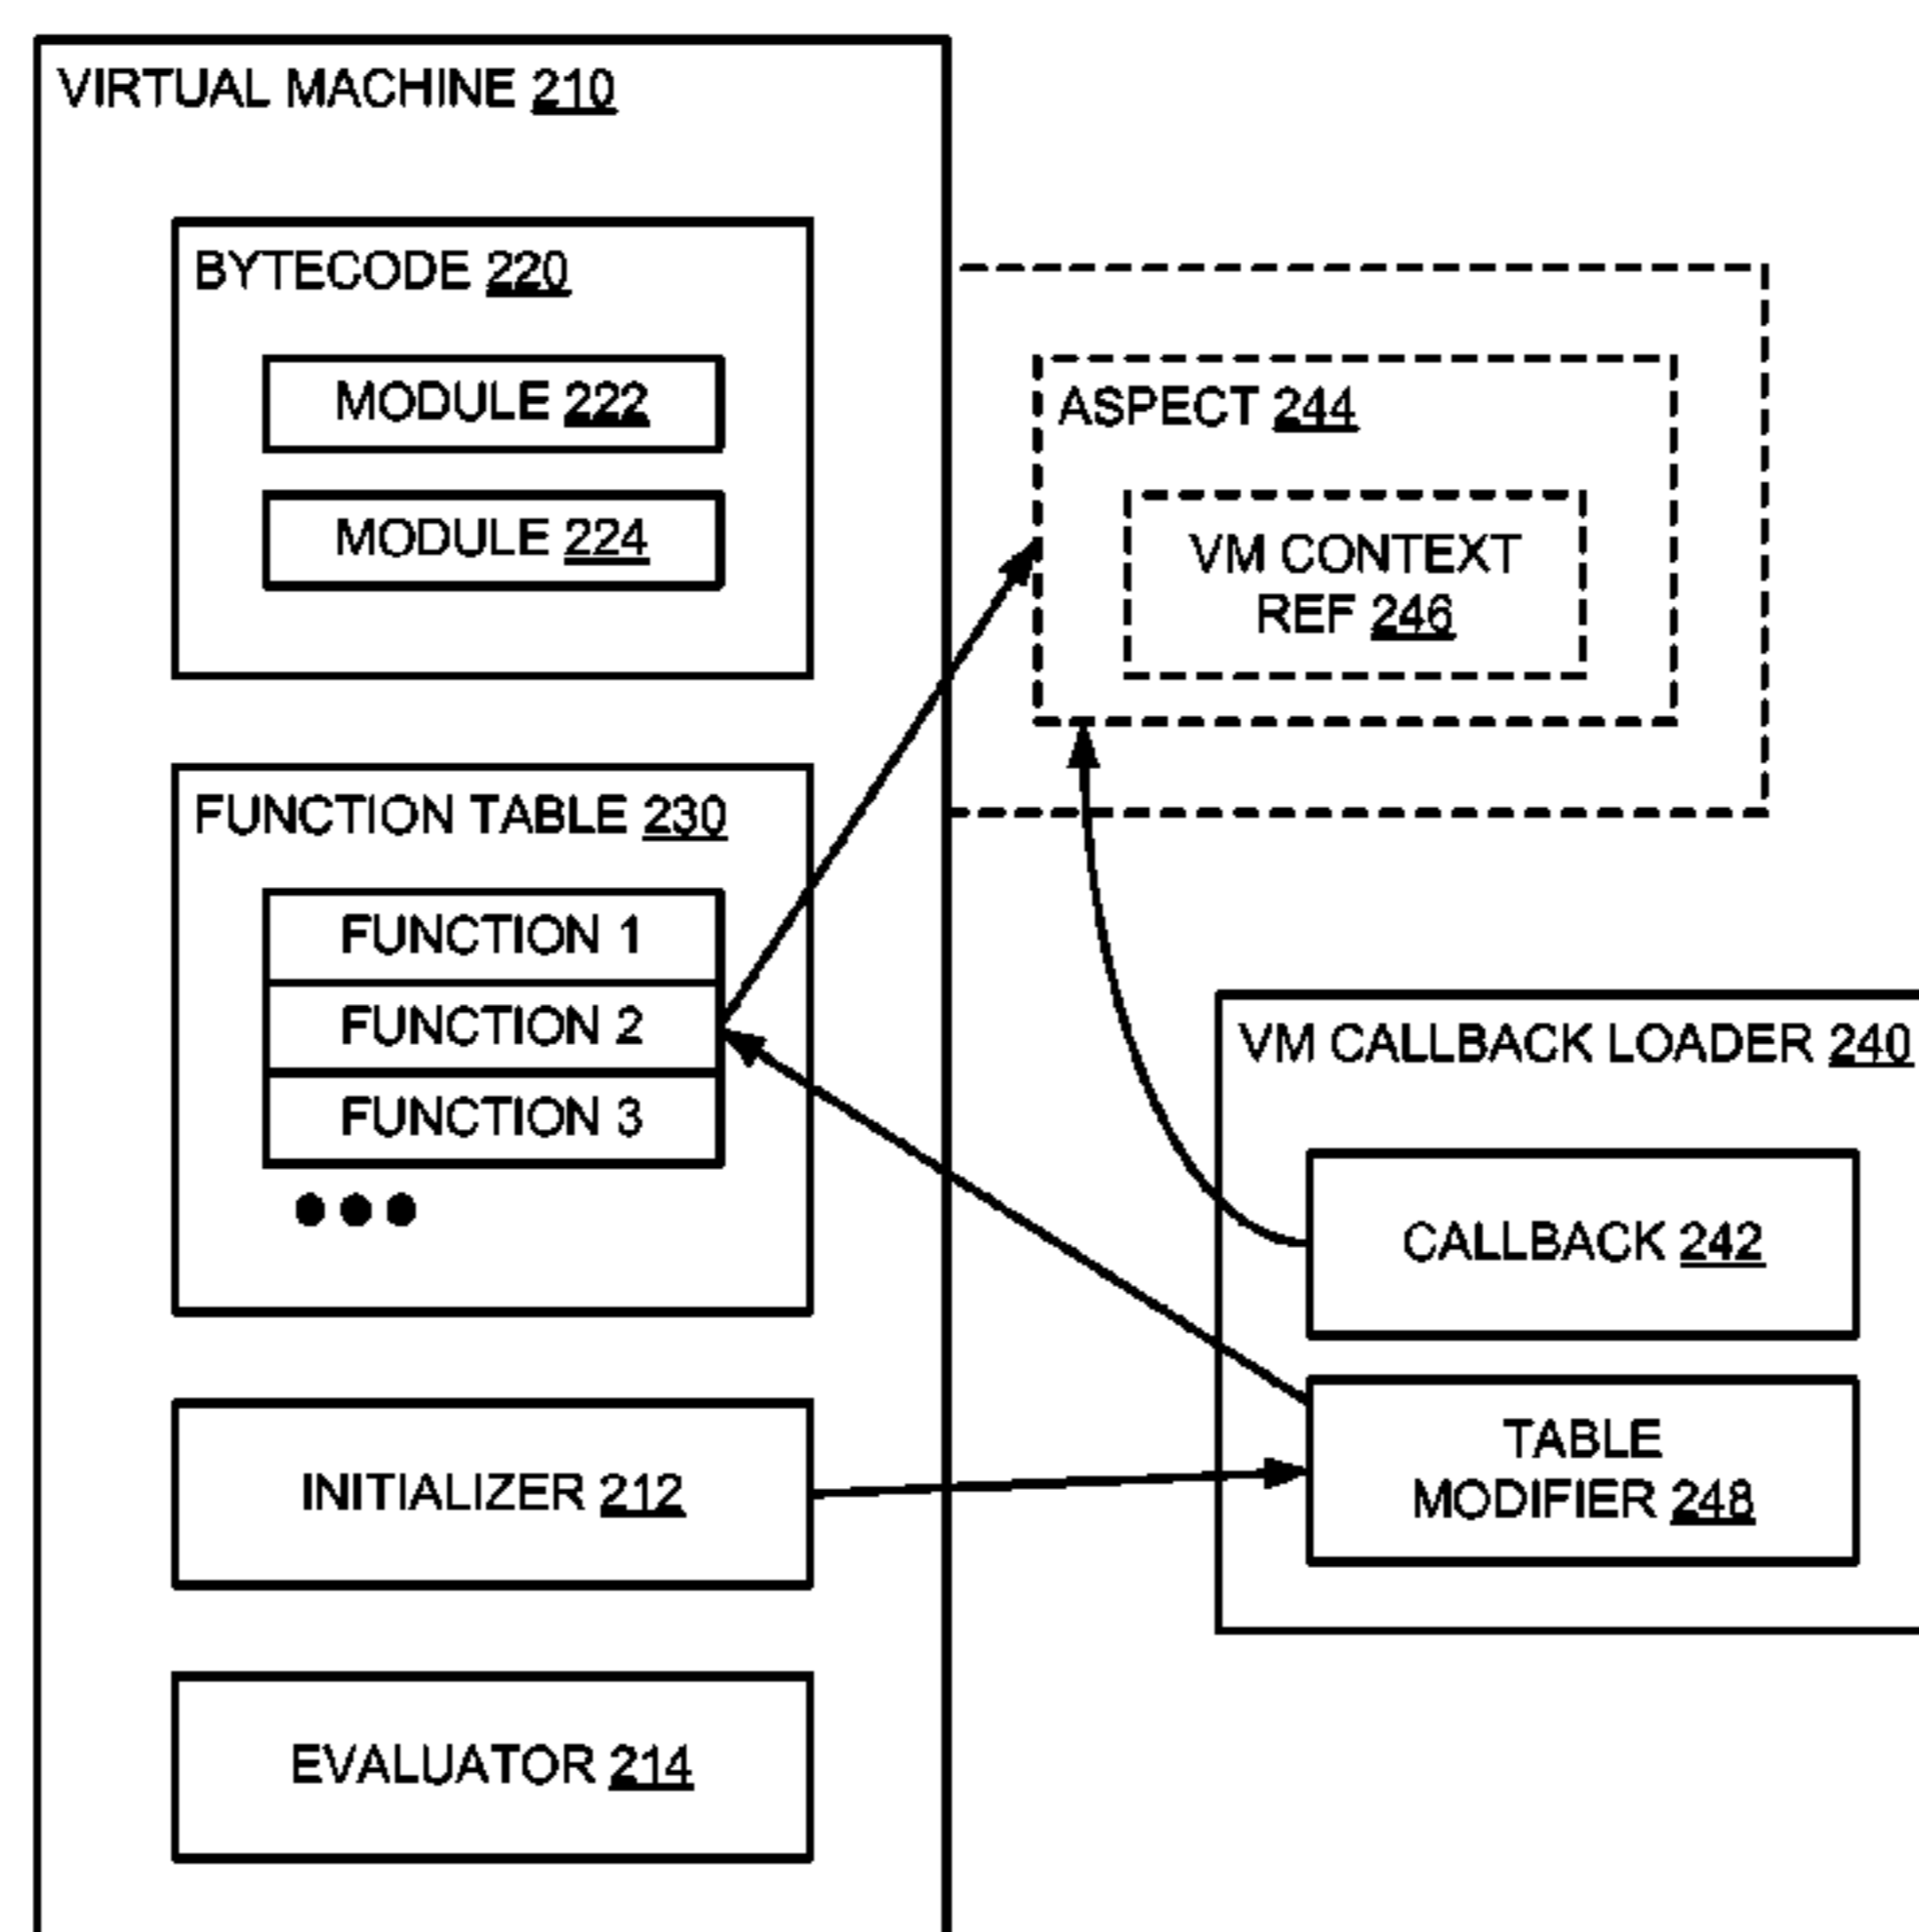 VIRTUAL MACHINE 210
BYTECODE 220
MODULE 222
MODULE 224
ASPECT 244
VM CONTEXT
REF 246
FUNCTION TABLE 230
FUNCTION 1
FUNCTION 2
FUNCTION 3
VM CALLBACK LOADER 240
CALLBACK 242
TABLE
MODIFIER 248
INITIALIZER 212
EVALUATOR 214